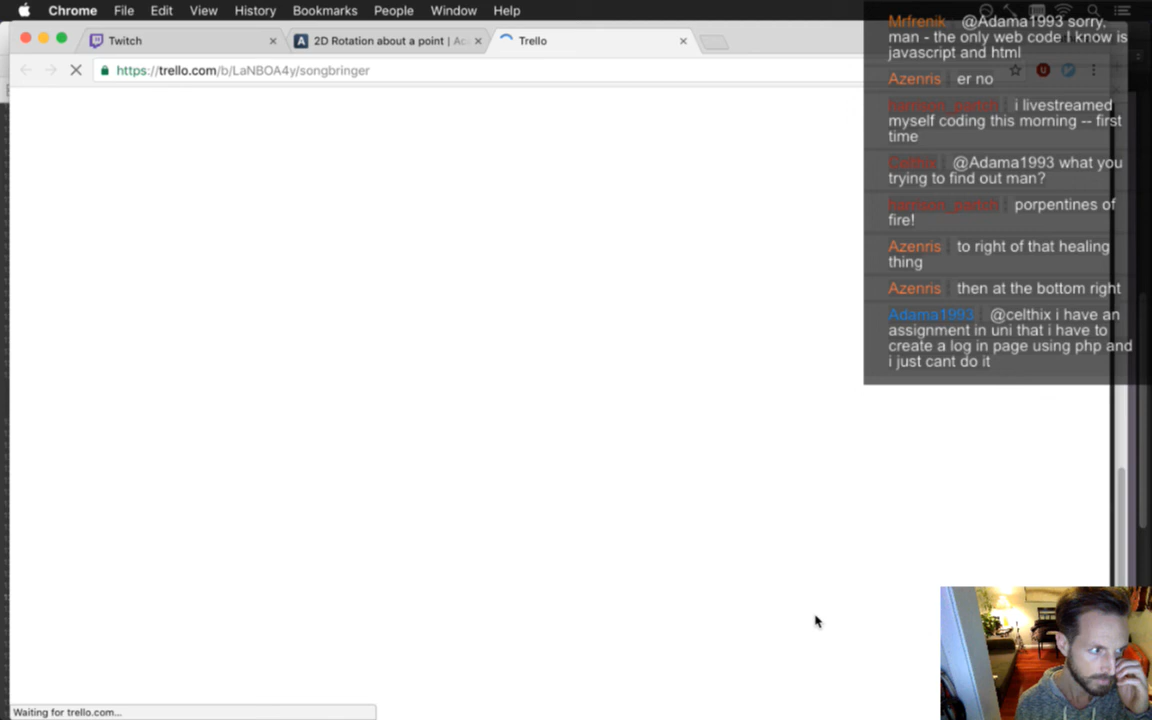 Chrome File Edit View History Bookmarks People Window Help
Twitch
2D Rotation about a point | Ac
Trello
https://trello.com/b/LaNBOA4y/songbringer
Mrfrenik @Adama1993 sorry,
man - the only web code I know is
javascript and html
Azenris er no
i livestreamed
myself coding this morning -- first
time
Celthix @Adama1993 what you
trying to find out man?
porpentines of
fire!
Azenris to right of that healing
thing
Azenris then at the bottom right
Adama1993 @celthix i have an
assignment in uni that i have to
create a log in page using php and
i just cant do it
Waiting for trello.com...